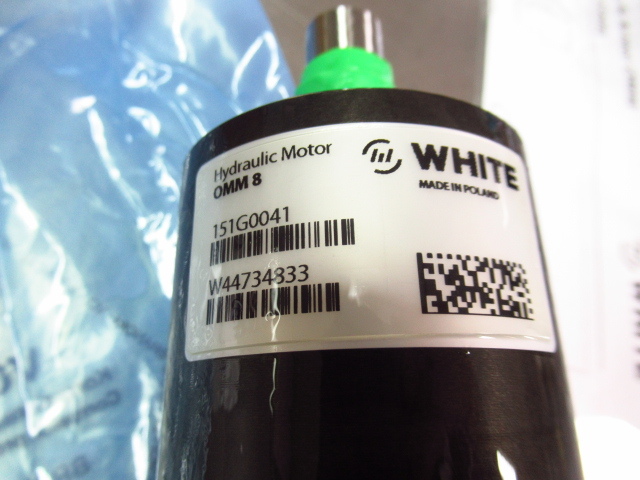 Hydraulic Motor
OMM 8
151G0041
W44734833
WHITE
MADE IN POLAND